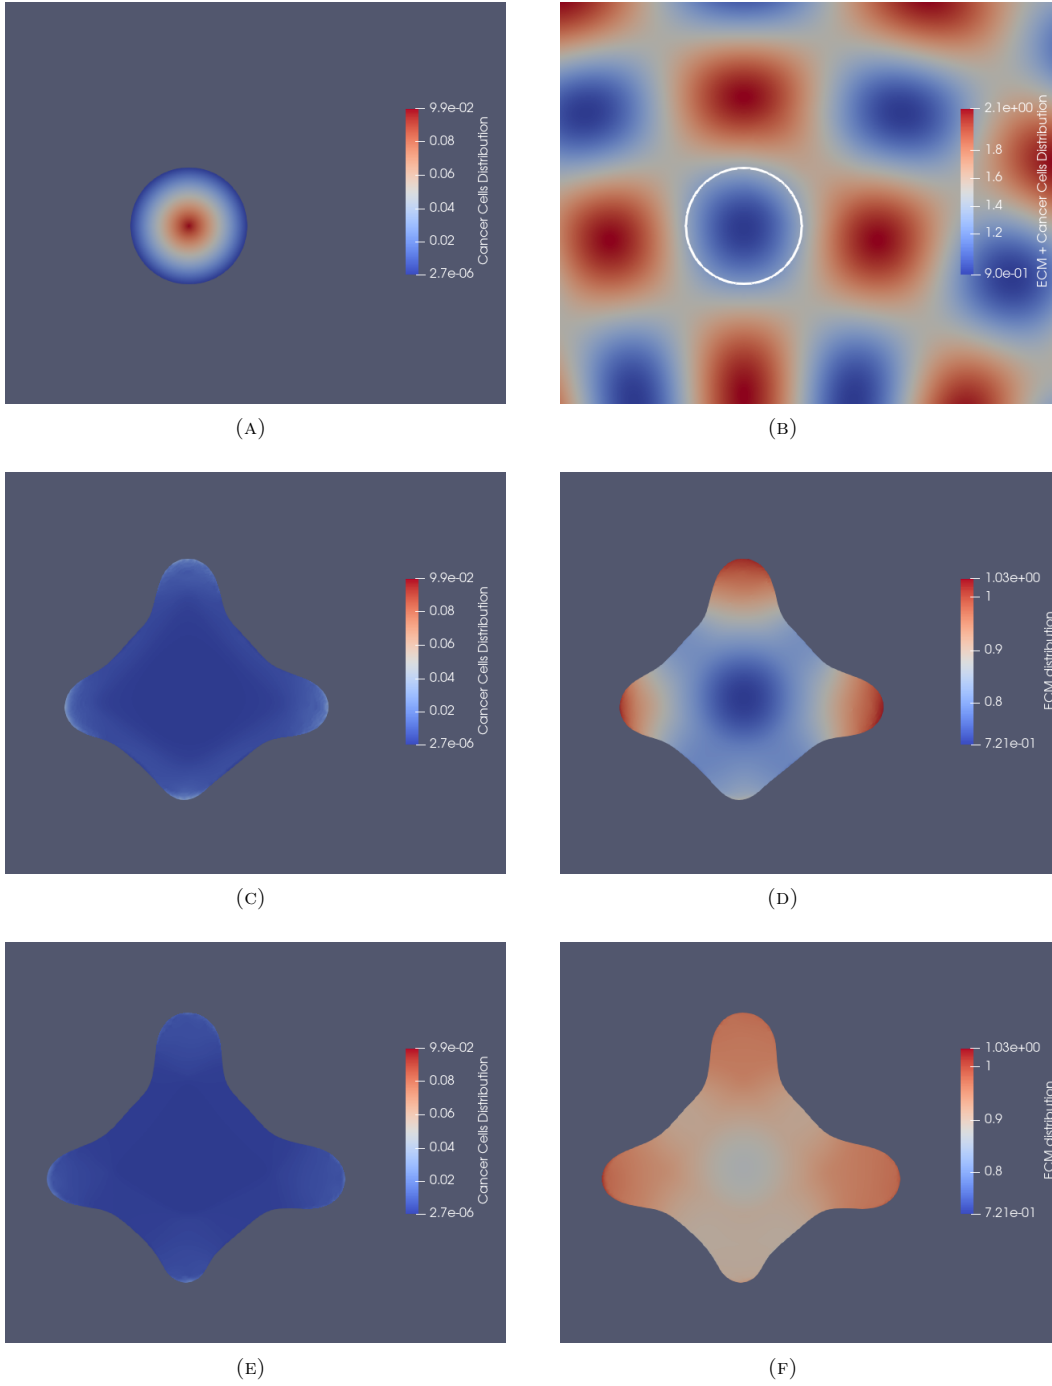 9.9e-02
0.08
0.06
0.04
0.02
2.7e-06
Cancer Cells Distribution
2.1e+00
1.8
1.6
1.4
1.2
9.0e-01
ECM + Cancer Cells Distribution
(A)
(B)
9.9e-02
0.08
0.06
0.04
0.02
2.7e-06
Cancer Cells Distribution
1.03e+00
1
0.9
0.8
7.21e-01
ECM distribution
(C)
(D)
9.9e-02
0.08
0.06
0.04
0.02
2.7e-06
Cancer Cells Distribution
1.03e+00
1
0.9
0.8
7.21e-01
ECM distribution
(E)
(F)